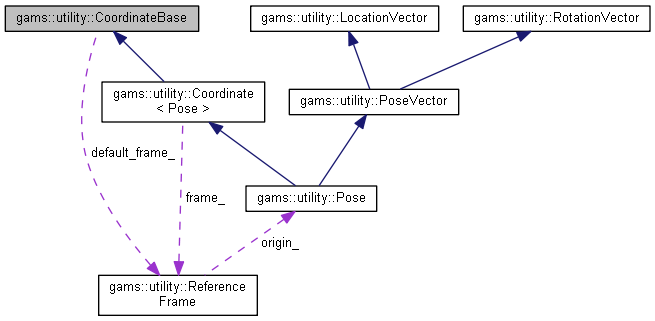 gams::utility::CoordinateBase
gams::utility::LocationVector
gams::utility::RotationVector
gams::utility::Coordinate
< Pose >
gams::utility::PoseVector
default_frame_
frame_
gams::utility::Pose
origin_
gams::utility::Reference
Frame